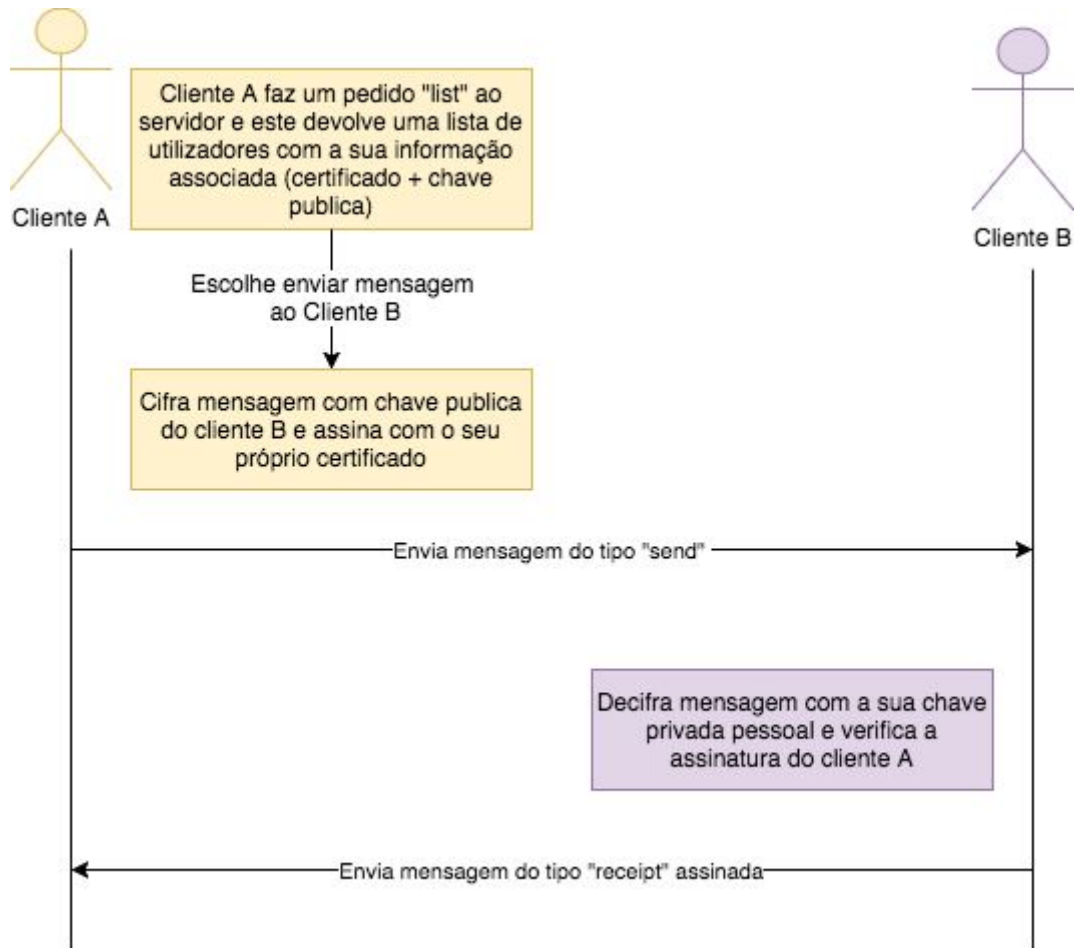 Cliente A faz um pedido "list" ao
servidor e este devolve uma lista de
utilizadores com a sua informação
associada (certificado + chave
publica)
Cliente A
Cliente B
Escolhe enviar mensagem
ao Cliente B
Cifra mensagem com chave publica
do cliente B e assina com o seu
próprio certificado
Envia mensagem do tipo "send"
Decifra mensagem com a sua chave
privada pessoal e verifica a
assinatura do cliente A
Envia mensagem do tipo "receipt" assinada